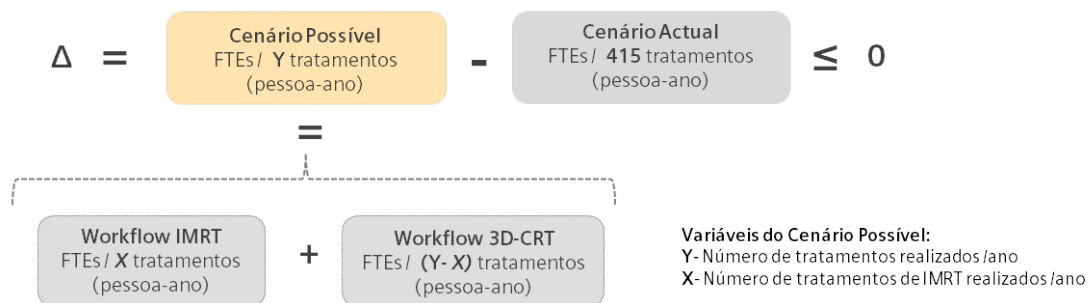 Δ = Cenário Possível - Cenário Actual ≤ 0
FTEs / Y tratamentos FTEs / 415 tratamentos
(pessoa-ano) (pessoa-ano)
=
Workflow IMRT + Workflow 3D-CRT
FTEs / X tratamentos FTEs / (Y- X) tratamentos
(pessoa-ano) (pessoa-ano)
Variáveis do Cenário Possível:
Y- Número de tratamentos realizados /ano
X- Número de tratamentos de IMRT realizados /ano